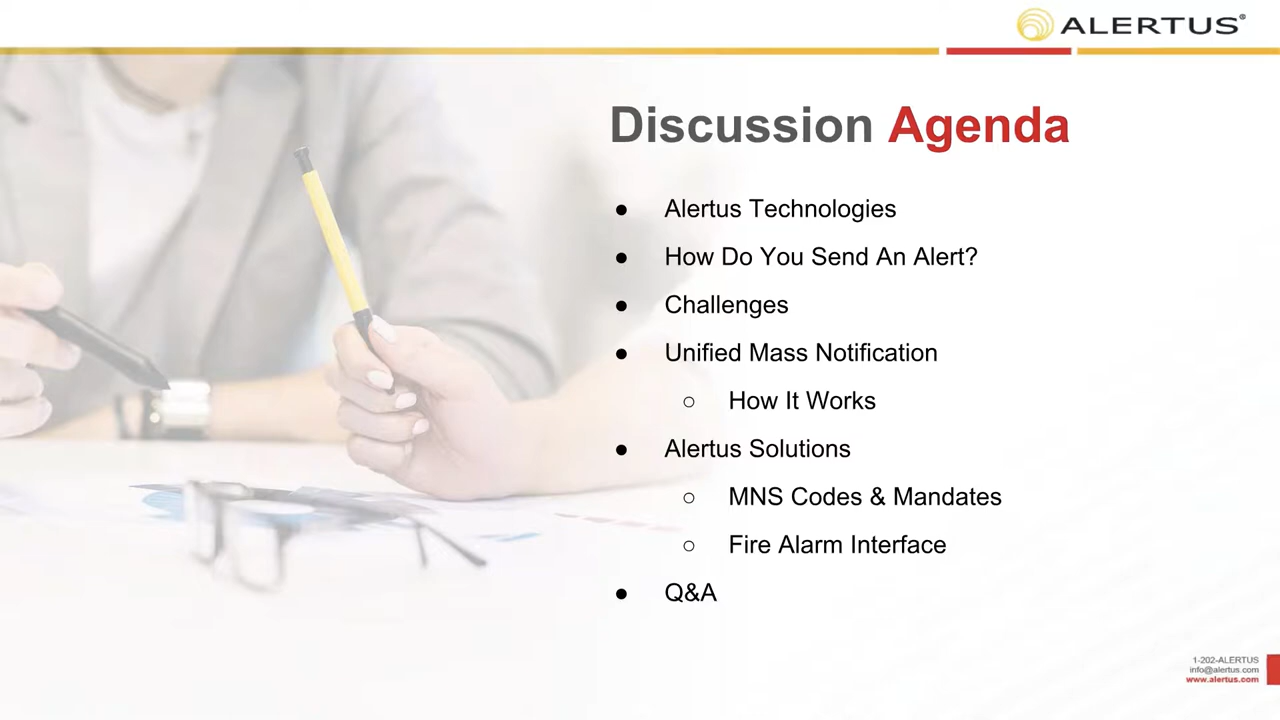 ALERTUS®
Discussion Agenda
● Alertus Technologies
● How Do You Send An Alert?
● Challenges
● Unified Mass Notification
○ How It Works
● Alertus Solutions
○ MNS Codes & Mandates
○ Fire Alarm Interface
● Q&A
1-202-ALERTUS
info@alertus.com
www.alertus.com